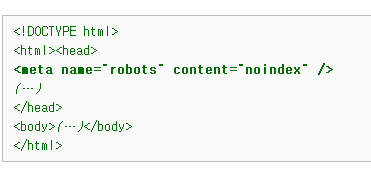 <!DOCTYPE html>
<html><head>
<meta name="robots" content="noindex" />
(…)
</head>
<body>(…)</body>
</html>